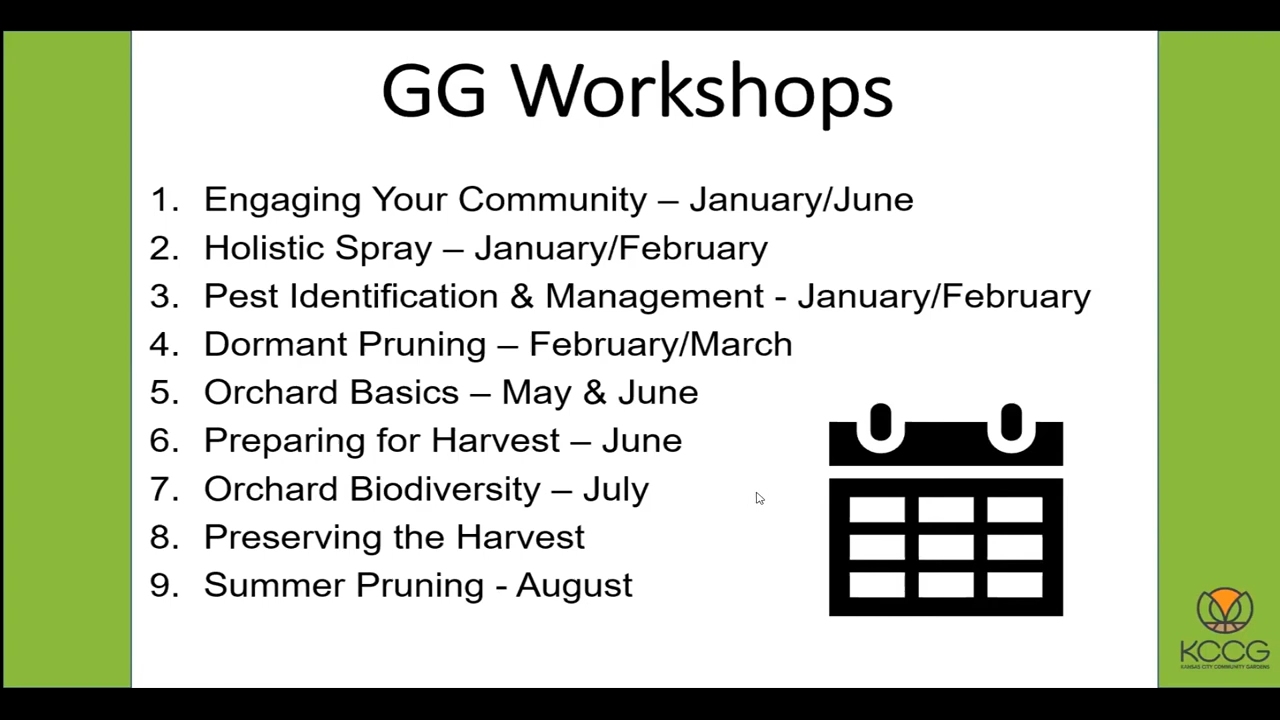 GG Workshops
1. Engaging Your Community – January/June
2. Holistic Spray – January/February
3. Pest Identification & Management - January/February
4. Dormant Pruning – February/March
5. Orchard Basics – May & June
6. Preparing for Harvest – June
7. Orchard Biodiversity – July
8. Preserving the Harvest
9. Summer Pruning - August
KCCG
KANSAS CITY COMMUNITY GARDENS